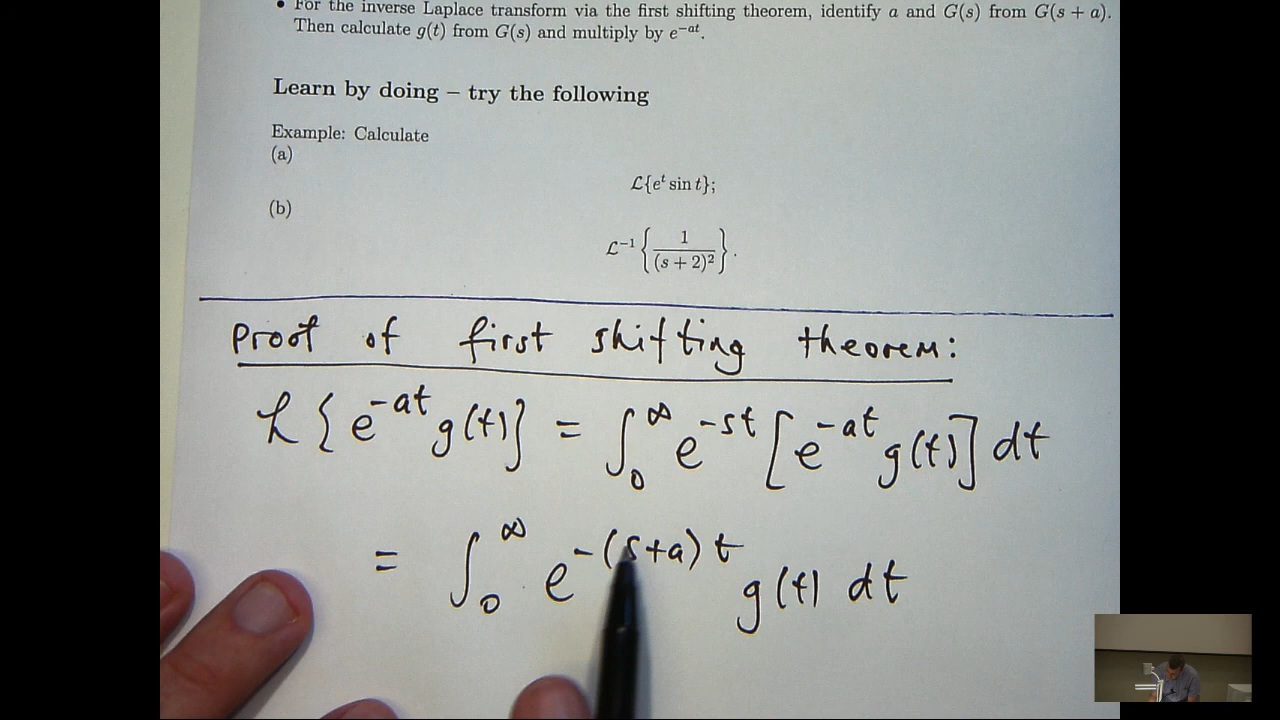 • For the inverse Laplace transform via the first shifting theorem, identify a and G(s) from G(s + a).
Then calculate g(t) from G(s) and multiply by e^{-at}.
Learn by doing – try the following
Example: Calculate
(a)
ℒ{e^t sin t};
(b)
ℒ^{-1}{1/(s + 2)^2}.
Proof of first shifting theorem:
ℒ{e^{-at} g(t)} = ∫_0^∞ e^{-st} [e^{-at} g(t)] dt
= ∫_0^∞ e^{-(s+a)t} g(t) dt